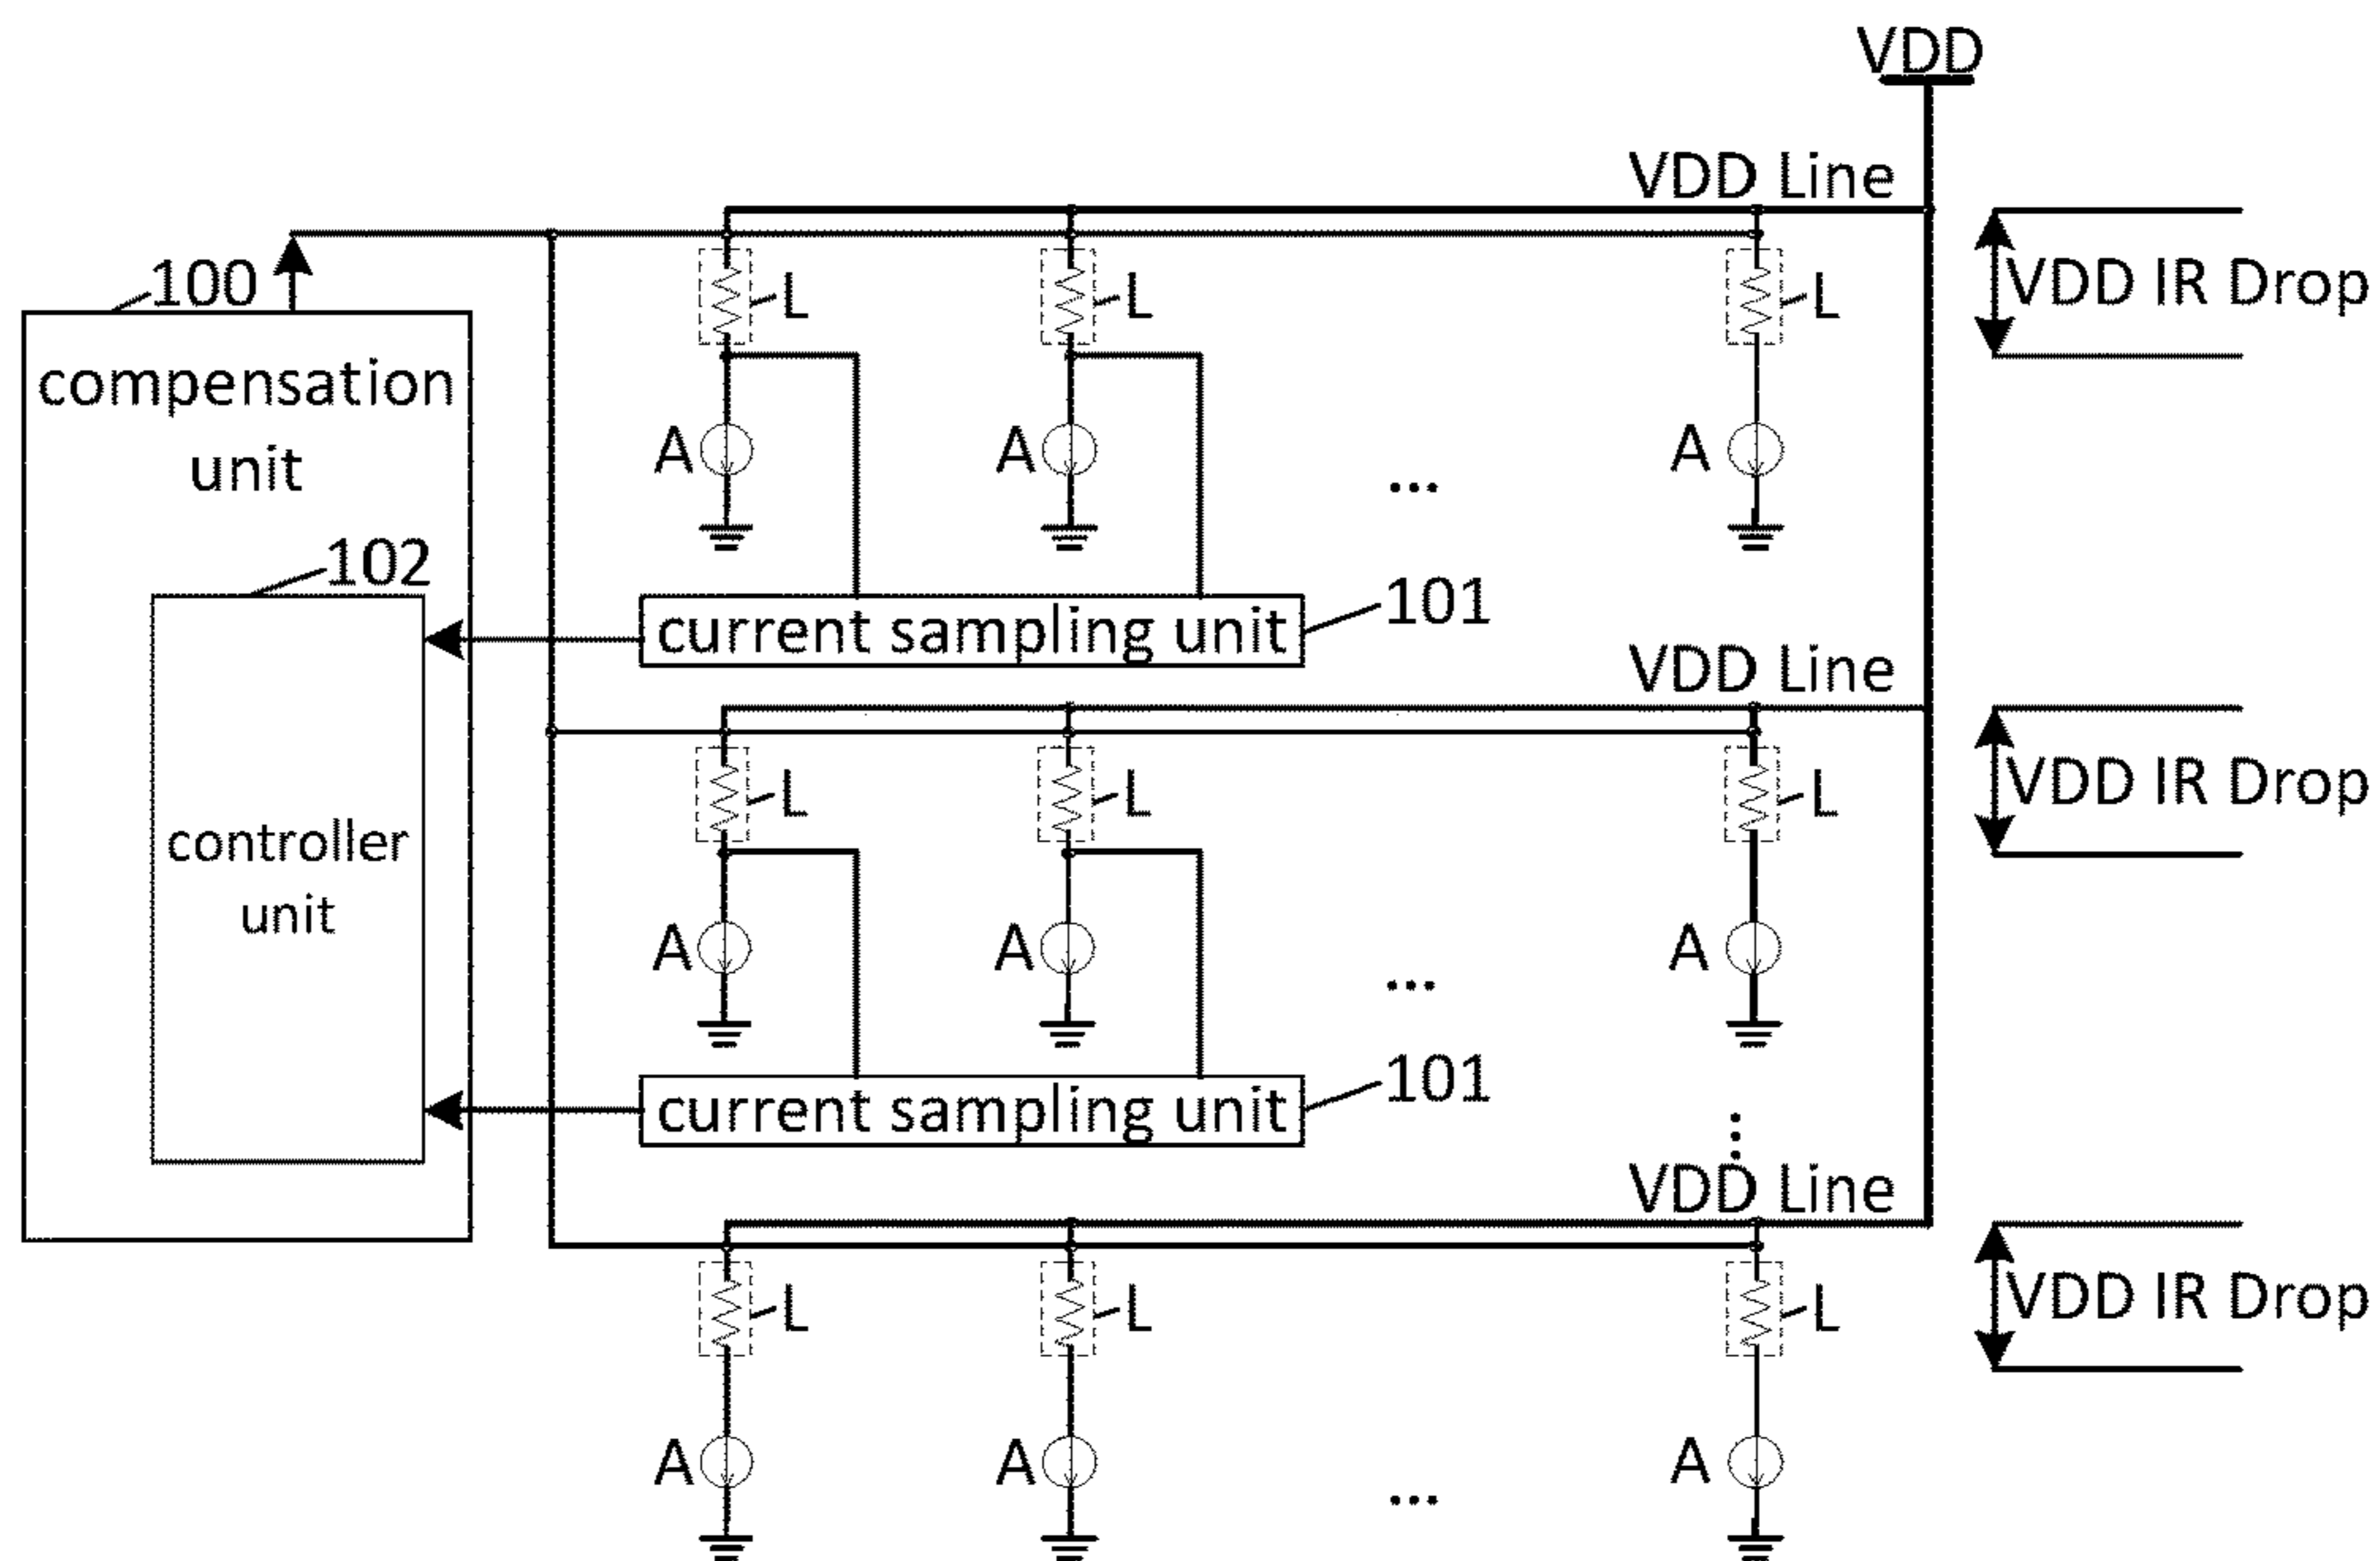 VDD
VDD Line
100
L
L
L
VDD IR Drop
compensation
unit
A
A
A
...
102
101
current sampling unit
VDD Line
L
L
L
VDD IR Drop
controller
unit
A
A
A
...
101
current sampling unit
VDD Line
L
L
L
VDD IR Drop
A
A
A
...